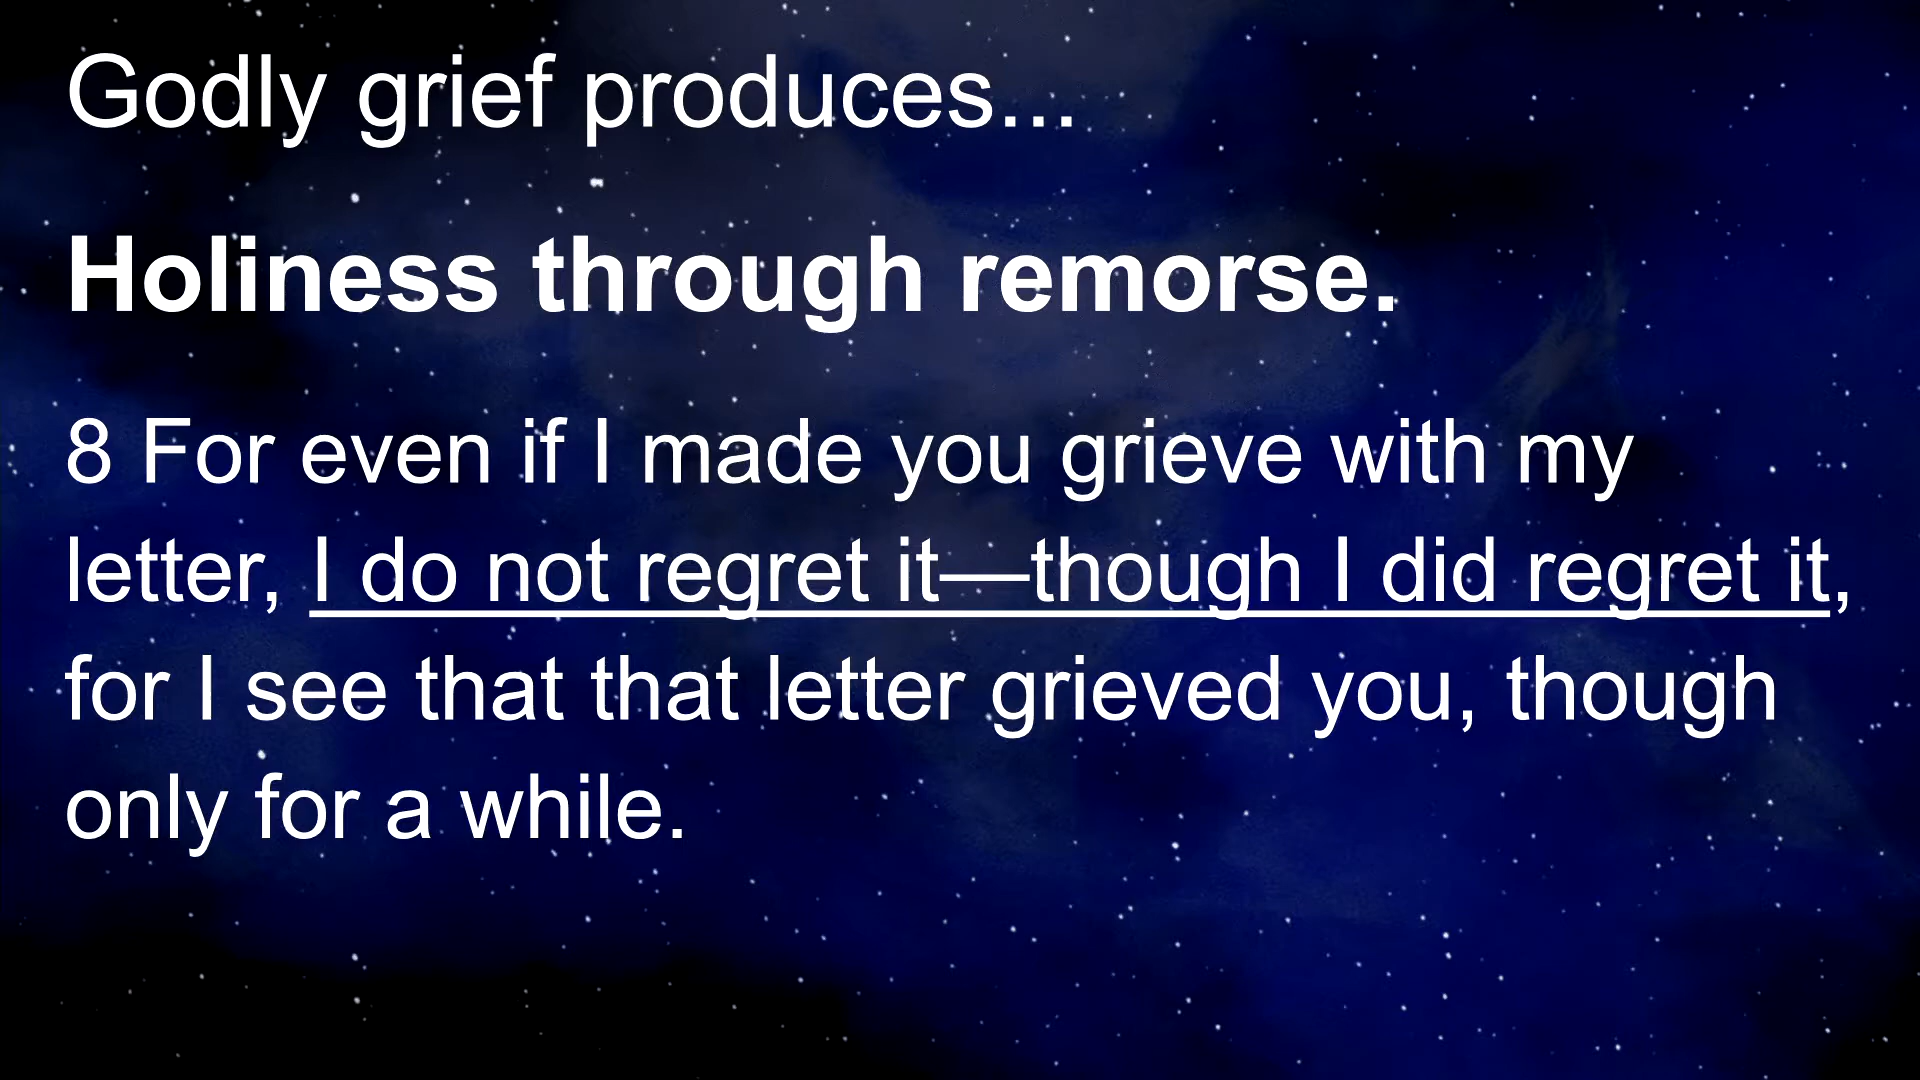 Godly grief produces...
Holiness through remorse.
8 For even if I made you grieve with my
letter, I do not regret it—though I did regret it,
for I see that that letter grieved you, though
only for a while.